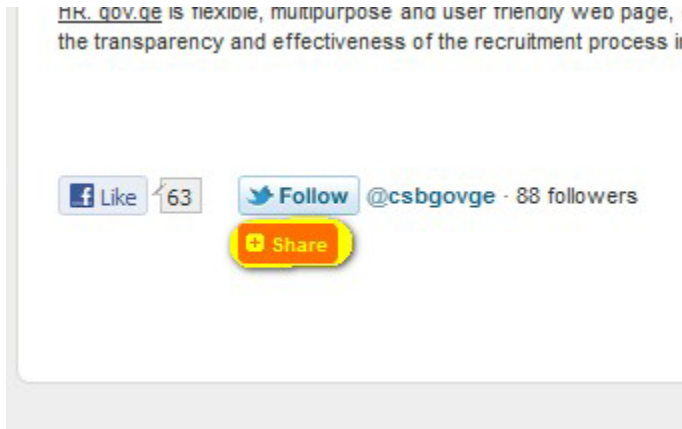 HR. gov.ge is flexible, multipurpose and user friendly web page,
the transparency and effectiveness of the recruitment process i
Like 63 Follow @csbgovge · 88 followers
Share